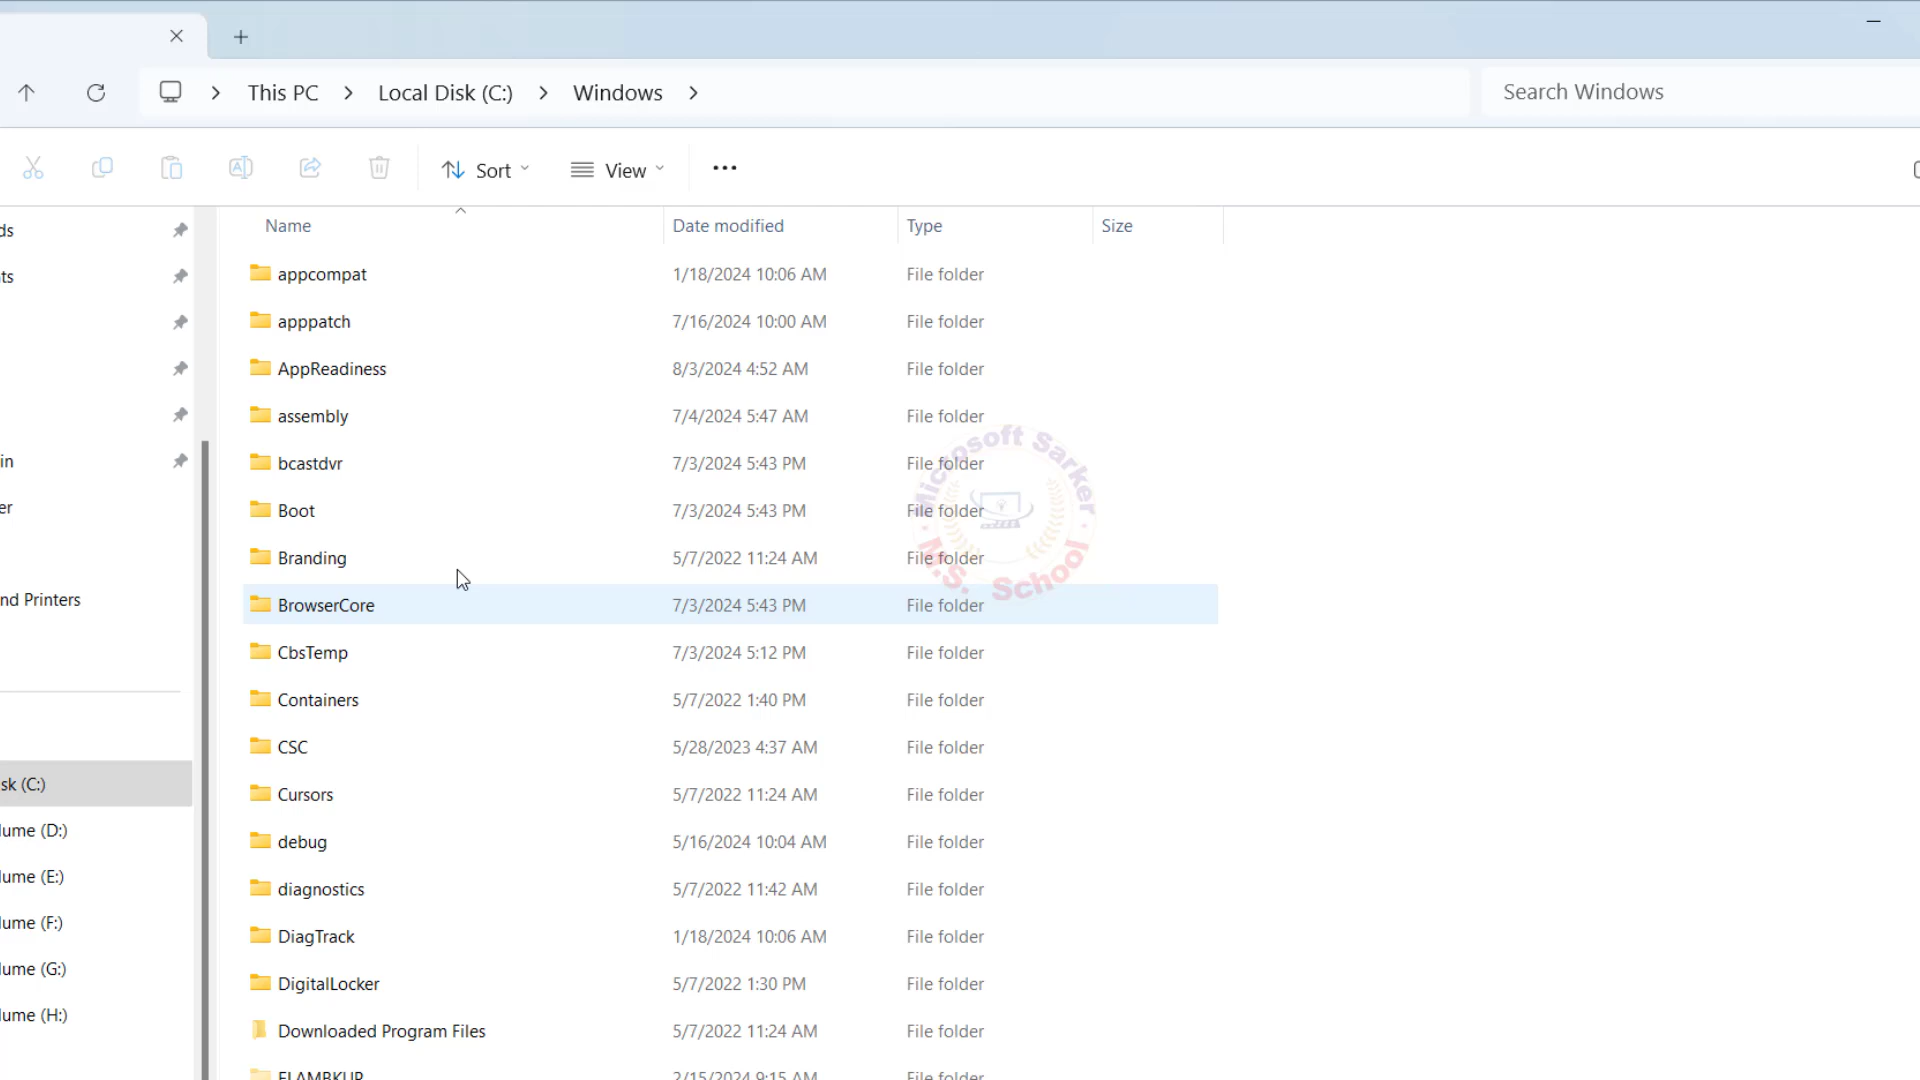 This PC > Local Disk (C:) > Windows >
Search Windows
Sort
View
Name Date modified Type Size
appcompat 1/18/2024 10:06 AM File folder
apppatch 7/16/2024 10:00 AM File folder
AppReadiness 8/3/2024 4:52 AM File folder
assembly 7/4/2024 5:47 AM File folder
bcastdvr 7/3/2024 5:43 PM File folder
Boot 7/3/2024 5:43 PM File folder
Branding 5/7/2022 11:24 AM File folder
BrowserCore 7/3/2024 5:43 PM File folder
CbsTemp 7/3/2024 5:12 PM File folder
Containers 5/7/2022 1:40 PM File folder
CSC 5/28/2023 4:37 AM File folder
Cursors 5/7/2022 11:24 AM File folder
debug 5/16/2024 10:04 AM File folder
diagnostics 5/7/2022 11:42 AM File folder
DiagTrack 1/18/2024 10:06 AM File folder
DigitalLocker 5/7/2022 1:30 PM File folder
Downloaded Program Files 5/7/2022 11:24 AM File folder
ELAMBKUP 2/15/2024 9:15 AM File folder
ds
ts
in
er
nd Printers
sk (C:)
lume (D:)
lume (E:)
lume (F:)
lume (G:)
lume (H:)
Microsoft Sarker
M.S. School